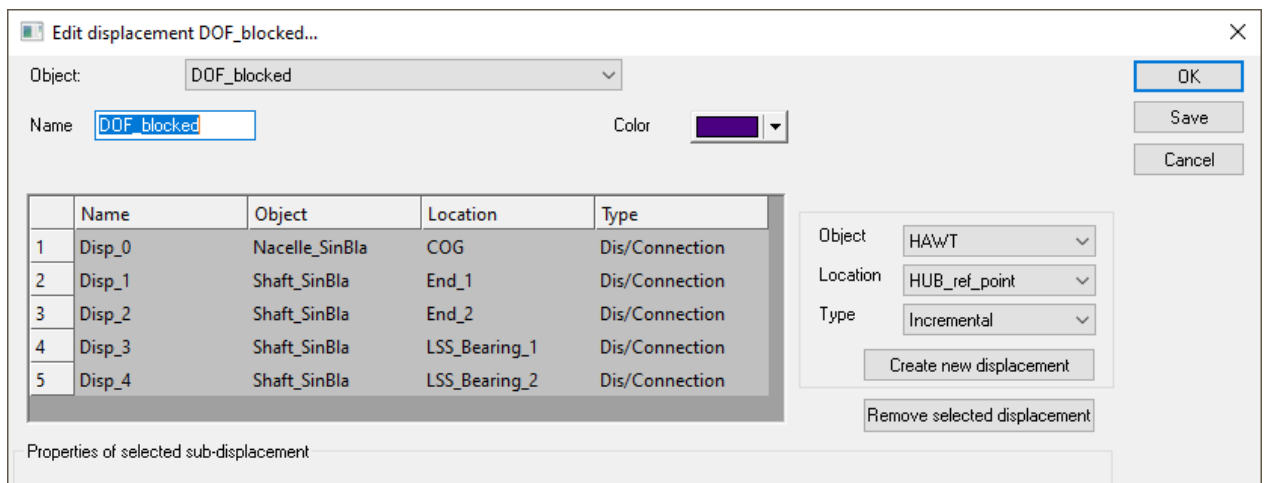 Edit displacement DOF_blocked...
Object: DOF_blocked OK
Name DOF_blocked Color Save
Cancel
Name Object Location Type
1 Disp_0 Nacelle_SinBla COG Dis/Connection
2 Disp_1 Shaft_SinBla End_1 Dis/Connection
3 Disp_2 Shaft_SinBla End_2 Dis/Connection
4 Disp_3 Shaft_SinBla LSS_Bearing_1 Dis/Connection
5 Disp_4 Shaft_SinBla LSS_Bearing_2 Dis/Connection
Object HAWT
Location HUB_ref_point
Type Incremental
Create new displacement
Remove selected displacement
Properties of selected sub-displacement